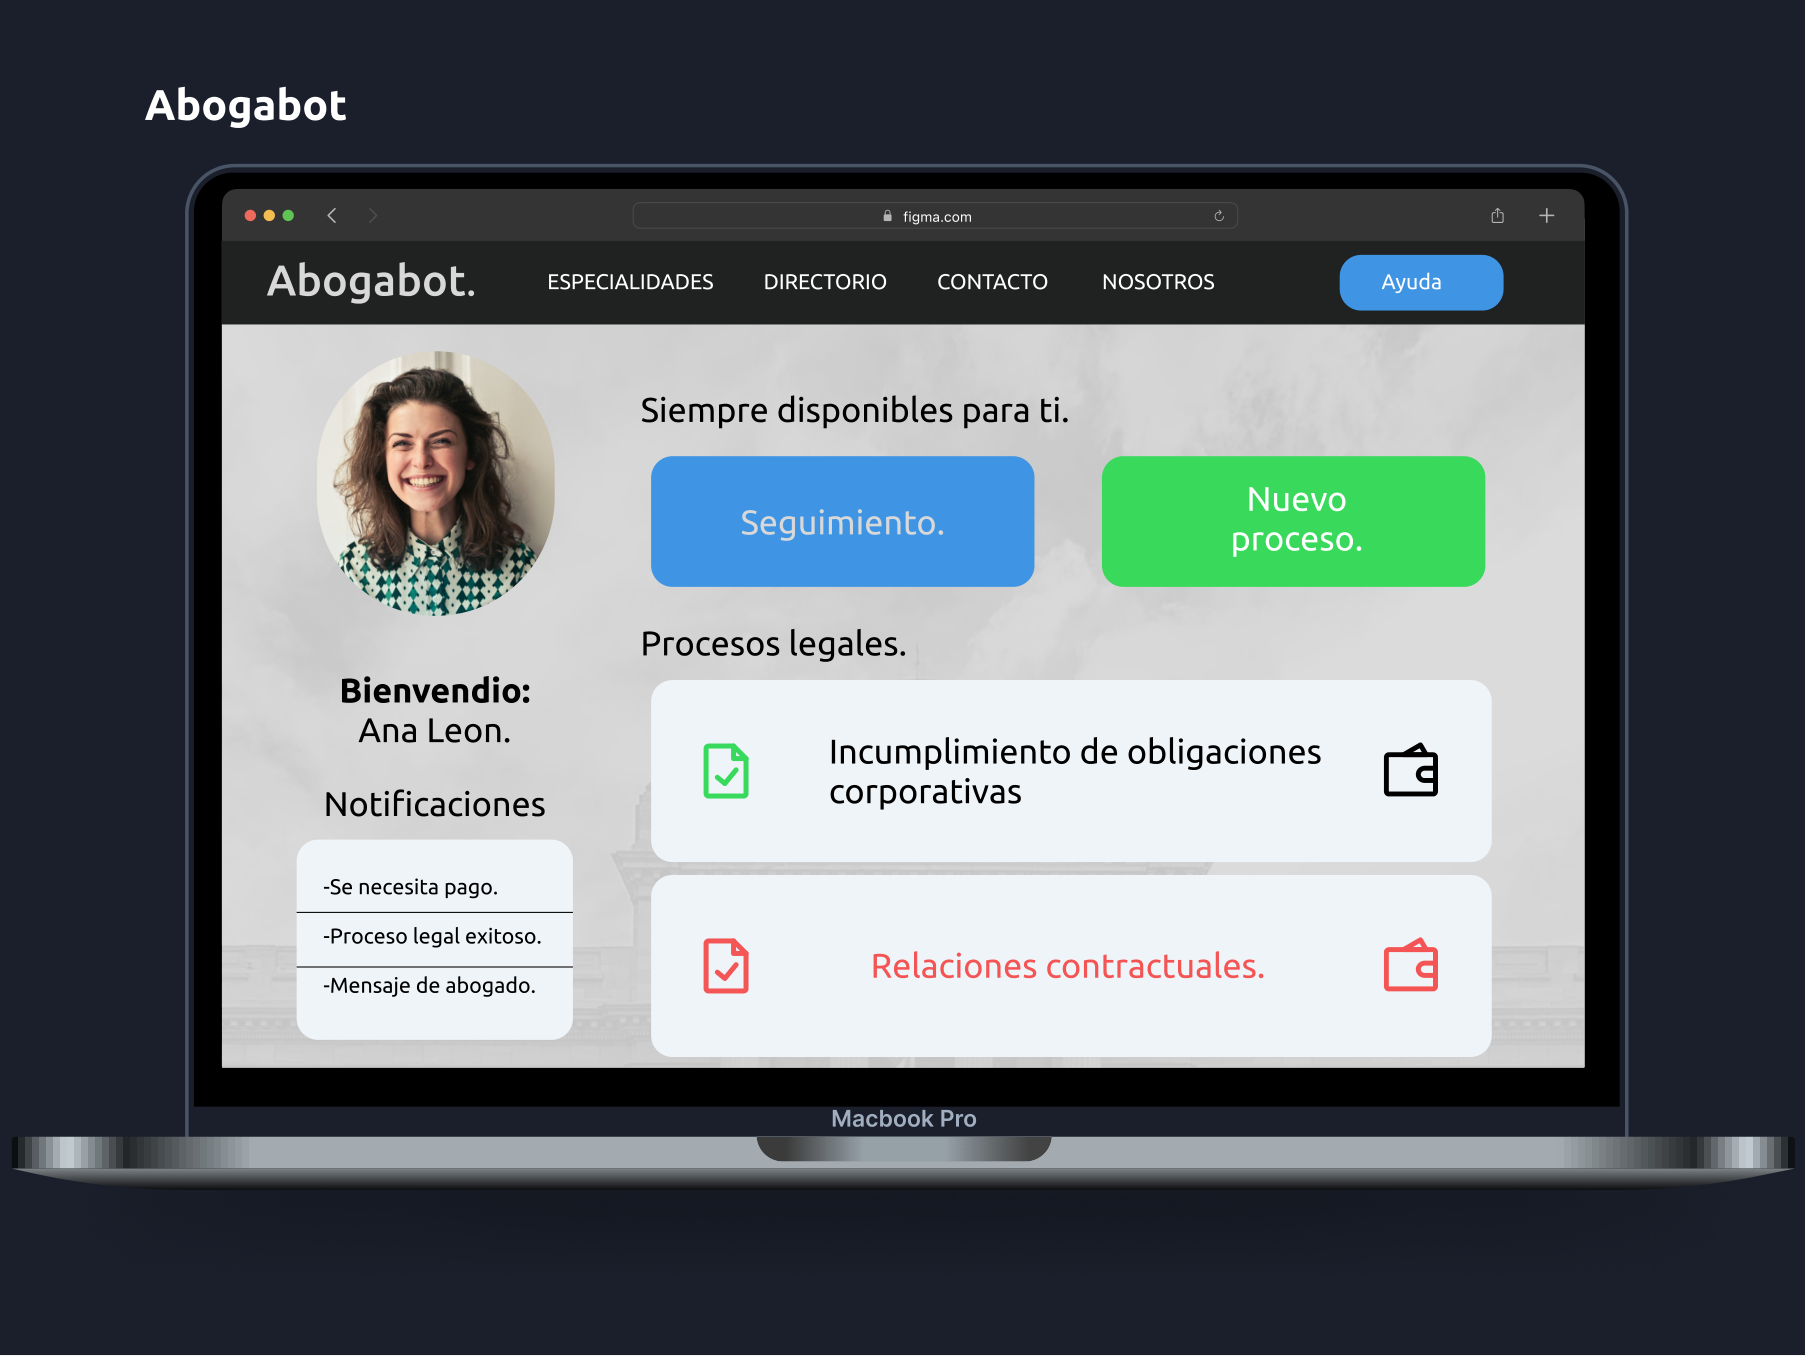 Abogabot
figma.com
Abogabot.
ESPECIALIDADES
DIRECTORIO
CONTACTO
NOSOTROS
Ayuda
Siempre disponibles para ti.
Seguimiento.
Nuevo
proceso.
Bienvendio:
Ana Leon.
Notificaciones
-Se necesita pago.
-Proceso legal exitoso.
-Mensaje de abogado.
Procesos legales.
Incumplimiento de obligaciones
corporativas
Relaciones contractuales.
Macbook Pro